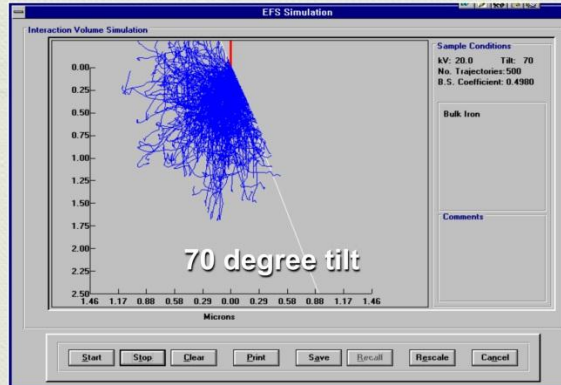 EFS Simulation
Interaction Volume Simulation
Sample Conditions
kV: 20.0 Tilt: 70
No. Trajectories: 500
B.S. Coefficient: 0.4980
Bulk Iron
Comments
0.00
0.25
0.50
0.75
1.00
1.25
1.50
1.75
2.00
2.25
2.50
70 degree tilt
1.46 1.17 0.88 0.58 0.29 0.00 0.29 0.58 0.88 1.17 1.46
Microns
Start Stop Clear Print Save Recall Rescale Cancel